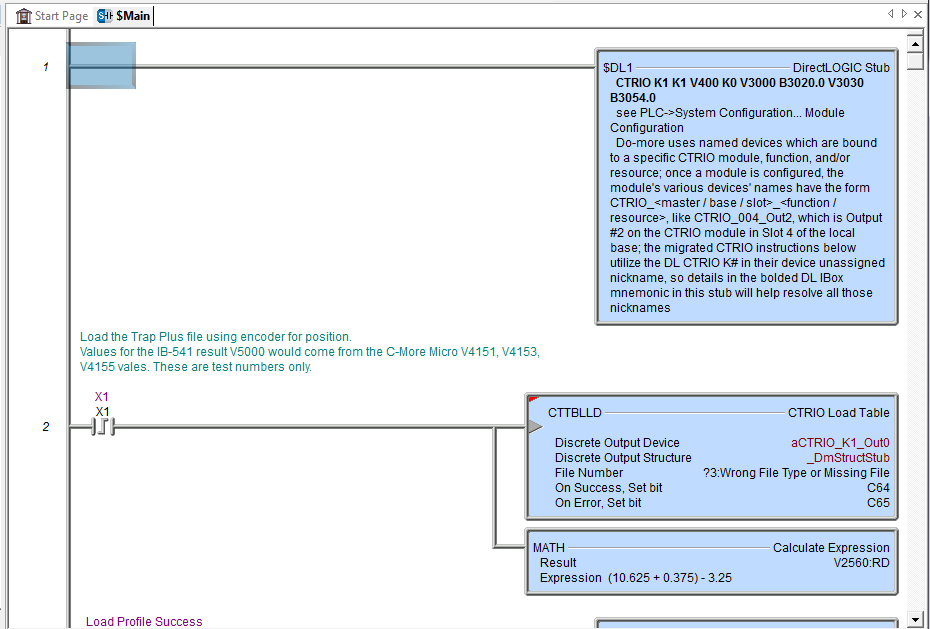 Start Page $Main
1
$DL1 DirectLOGIC Stub
CTRIO K1 K1 V400 K0 V3000 B3020.0 V3030
B3054.0
see PLC->System Configuration... Module
Configuration
Do-more uses named devices which are bound
to a specific CTRIO module, function, and/or
resource; once a module is configured, the
module's various devices' names have the form
CTRIO_<master / base / slot>_<function /
resource>, like CTRIO_004_Out2, which is Output
#2 on the CTRIO module in Slot 4 of the local
base; the migrated CTRIO instructions below
utilize the DL CTRIO K# in their device unassigned
nickname, so details in the bolded DL IBox
mnemonic in this stub will help resolve all those
nicknames
Load the Trap Plus file using encoder for position.
Values for the IB-541 result V5000 would come from the C-More Micro V4151, V4153,
V4155 vales. These are test numbers only.
2
X1
X1
CTTBLLD CTRIO Load Table
Discrete Output Device aCTRIO_K1_Out0
Discrete Output Structure _DmStructStub
File Number ?3:Wrong File Type or Missing File
On Success, Set bit C64
On Error, Set bit C65
MATH Calculate Expression
Result V2560:RD
Expression (10.625 + 0.375) - 3.25
Load Profile Success